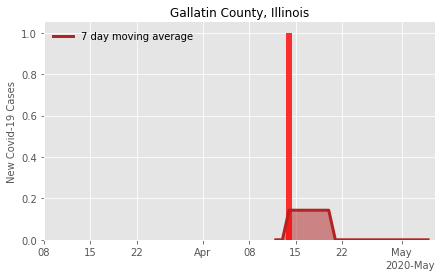 Gallatin County, Illinois
7 day moving average
New Covid-19 Cases
1.0
0.8
0.6
0.4
0.2
0.0
08 15 22 Apr 08 15 22 May
2020-May